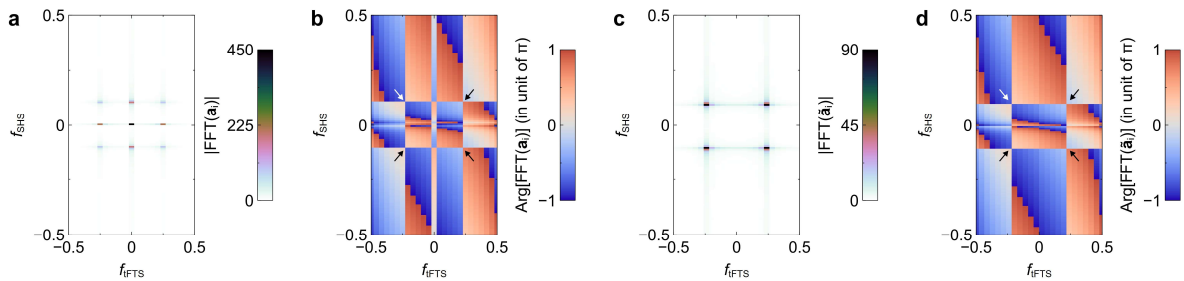 a
0.5
0
−0.5
f_SHS
−0.5
0
0.5
f_tFTS
450
225
0
|FFT(a_i)|
b
0.5
0
−0.5
f_SHS
−0.5
0
0.5
f_tFTS
1
0
−1
Arg[FFT(a_i)] (in unit of π)
c
0.5
0
−0.5
f_SHS
−0.5
0
0.5
f_tFTS
90
45
0
|FFT(ã_i)|
d
0.5
0
−0.5
f_SHS
−0.5
0
0.5
f_tFTS
1
0
−1
Arg[FFT(ã_i)] (in unit of π)